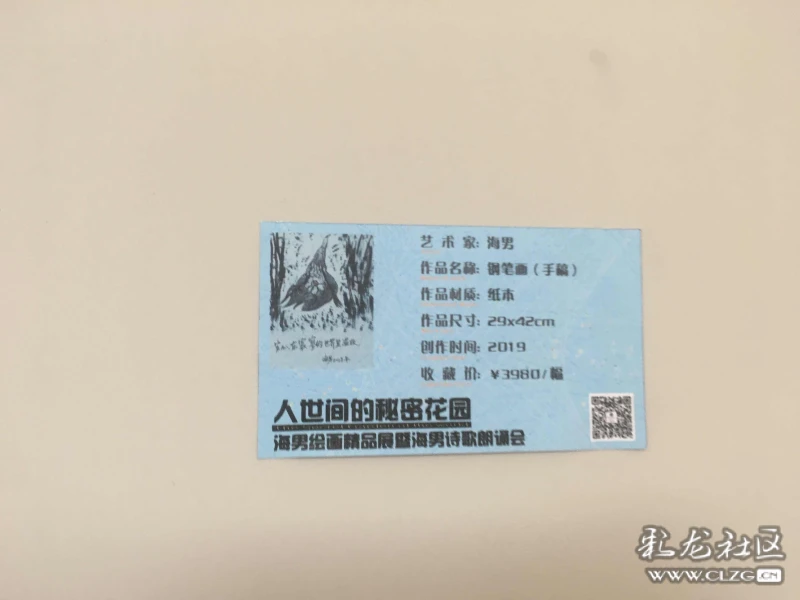 艺术家: 海男
作品名称: 钢笔画（手稿）
作品材质: 纸本
作品尺寸: 29x42cm
创作时间: 2019
收藏价: ¥3980/幅
人世间的秘密花园
海男绘画精品展暨海男诗歌朗诵会
彩龙社区
WWW.CLZG.CN